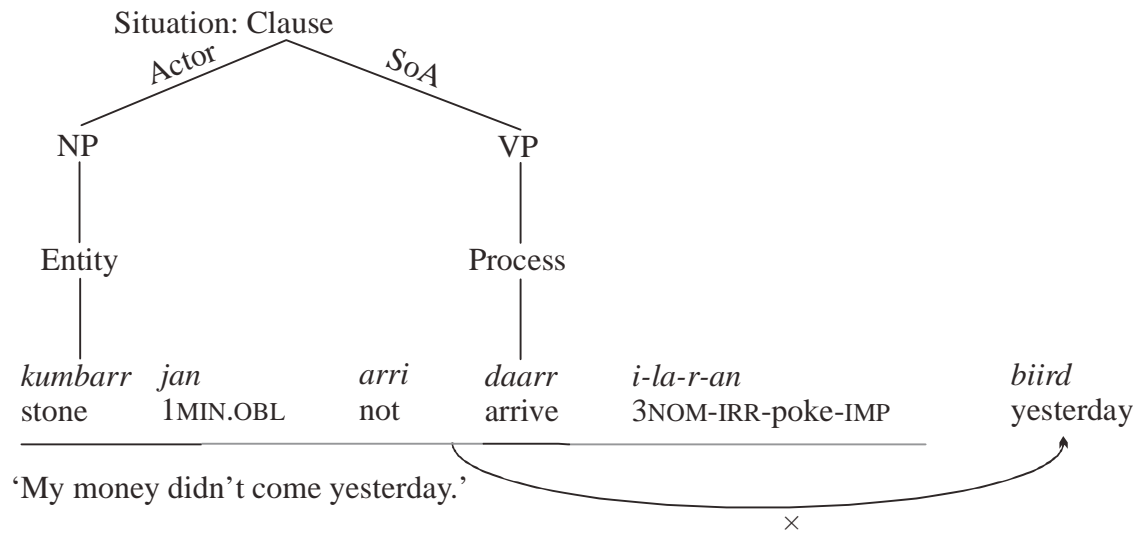 Situation: Clause
Actor SoA
NP VP
Entity Process
kumbarr jan arri daarr i-la-r-an biird
stone 1MIN.OBL not arrive 3NOM-IRR-poke-IMP yesterday
‘My money didn’t come yesterday.’
×